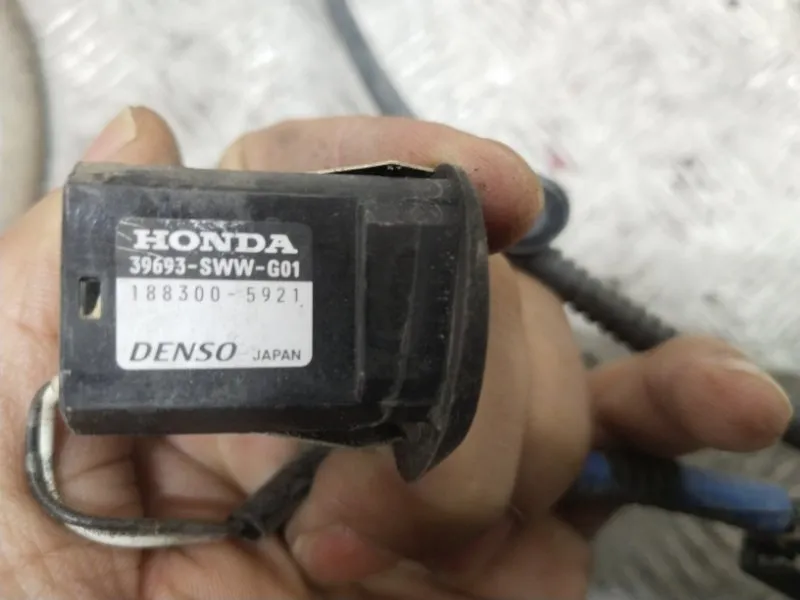 HONDA
39693-SWW-G01
188300-5921
DENSO JAPAN